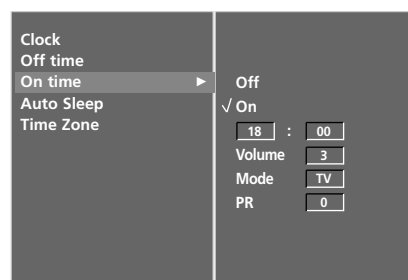 Clock
Off time
On time ►
Auto Sleep
Time Zone
Off
√ On
18 : 00
Volume 3
Mode TV
PR 0